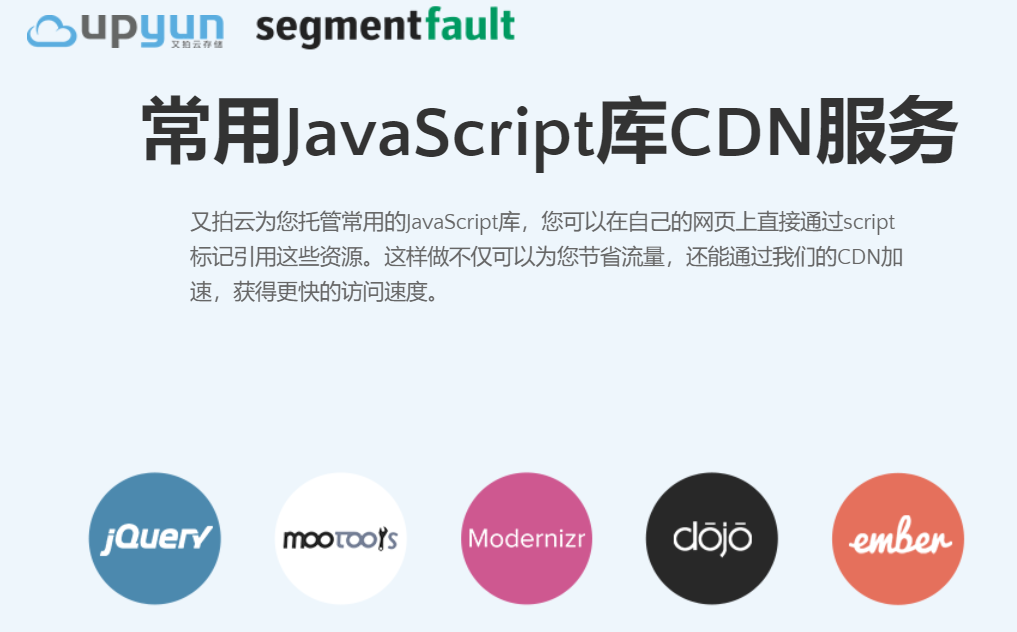 upyun
又拍云存储
segmentfault
常用JavaScript库CDN服务
又拍云为您托管常用的JavaScript库，您可以在自己的网页上直接通过script
标记引用这些资源。这样做不仅可以为您节省流量，还能通过我们的CDN加
速，获得更快的访问速度。
jQuery
mootools
Modernizr
dōjō
ember